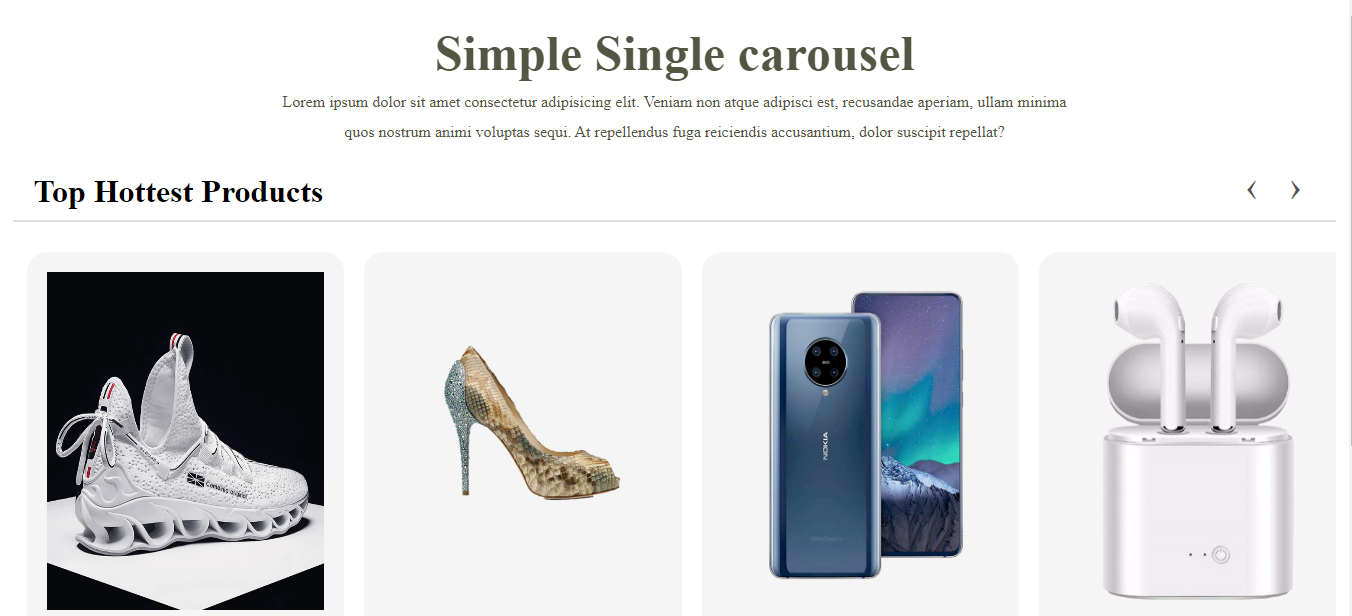 Simple Single carousel
Lorem ipsum dolor sit amet consectetur adipisicing elit. Veniam non atque adipisci est, recusandae aperiam, ullam minima
quos nostrum animi voluptas sequi. At repellendus fuga reiciendis accusantium, dolor suscipit repellat?
Top Hottest Products
NOKIA